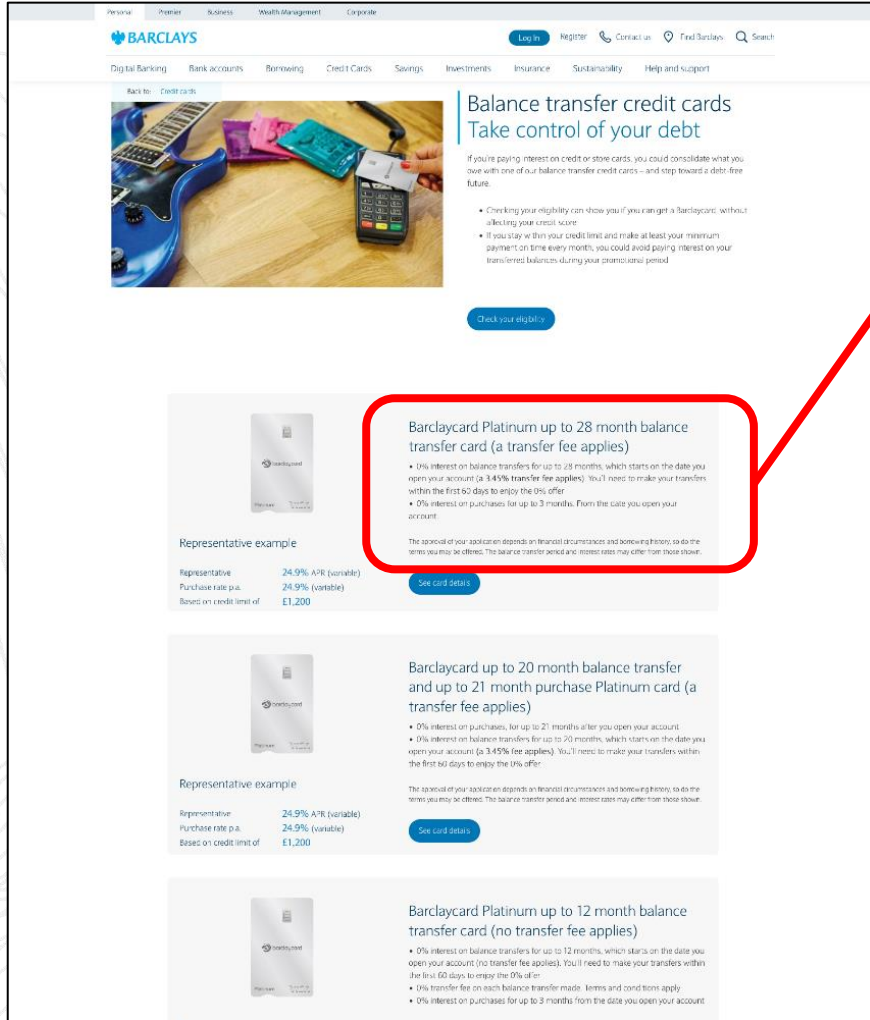 Personal Premier Business Wealth Management Corporate
BARCLAYS
Log In Register Contact us Find Barclays Search
Digital Banking Bank accounts Borrowing Credit Cards Savings Investments Insurance Sustainability Help and support
Back to: Credit cards
Balance transfer credit cards
Take control of your debt
If you're paying interest on credit or store cards, you could consolidate what you
owe with one of our balance transfer credit cards – and step toward a debt-free
future.
• Checking your eligibility can show you if you can get a Barclaycard, without
affecting your credit score
• If you stay within your credit limit and make at least your minimum
payment on time every month, you could avoid paying interest on your
transferred balances during your promotional period
Check your eligibility
barclaycard
Platinum
Representative example
Representative 24.9% APR (variable)
Purchase rate p.a. 24.9% (variable)
Based on credit limit of £1,200
Barclaycard Platinum up to 28 month balance
transfer card (a transfer fee applies)
• 0% interest on balance transfers for up to 28 months, which starts on the date you
open your account (a 3.45% transfer fee applies). You'll need to make your transfers
within the first 60 days to enjoy the 0% offer
• 0% interest on purchases for up to 3 months. From the date you open your
account
The approval of your application depends on financial circumstances and borrowing history, so do the
terms you may be offered. The balance transfer period and interest rates may differ from those shown.
See card details
barclaycard
Platinum
Representative example
Representative 24.9% APR (variable)
Purchase rate p.a. 24.9% (variable)
Based on credit limit of £1,200
Barclaycard up to 20 month balance transfer
and up to 21 month purchase Platinum card (a
transfer fee applies)
• 0% interest on purchases, for up to 21 months after you open your account
• 0% interest on balance transfers for up to 20 months, which starts on the date you
open your account (a 3.45% fee applies). You'll need to make your transfers within
the first 60 days to enjoy the 0% offer
The approval of your application depends on financial circumstances and borrowing history, so do the
terms you may be offered. The balance transfer period and interest rates may differ from those shown.
See card details
barclaycard
Platinum
Barclaycard Platinum up to 12 month balance
transfer card (no transfer fee applies)
• 0% interest on balance transfers for up to 12 months, which starts on the date you
open your account (no transfer fee applies). You'll need to make your transfers within
the first 60 days to enjoy the 0% offer
• 0% transfer fee on each balance transfer made. Terms and conditions apply
• 0% interest on purchases for up to 3 months from the date you open your account